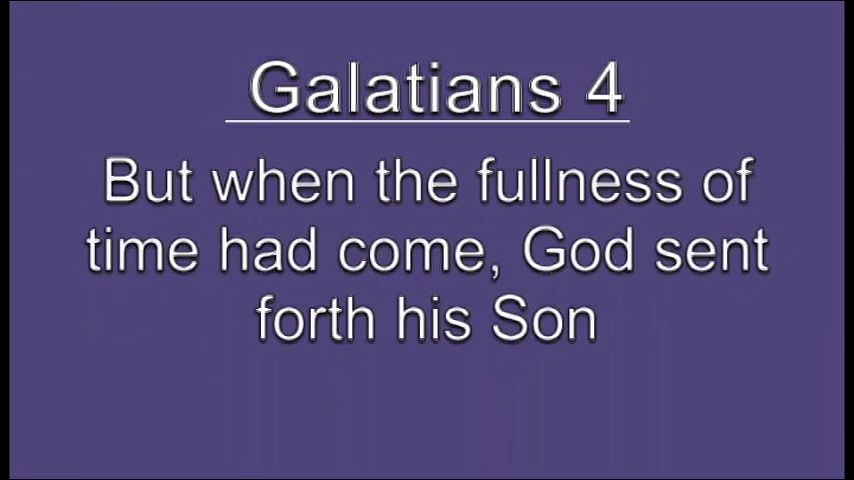 Galatians 4
But when the fullness of
time had come, God sent
forth his Son